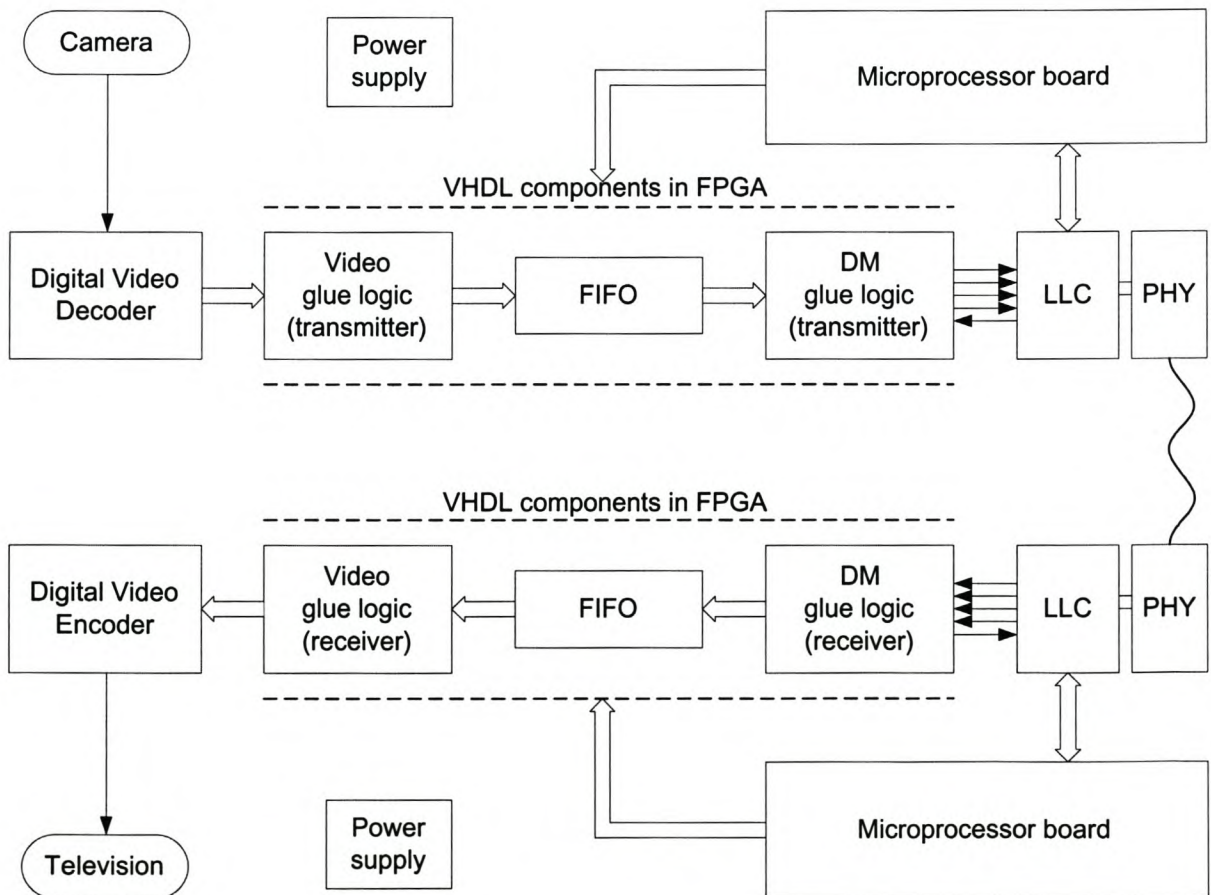 Camera
Power
supply
Microprocessor board
VHDL components in FPGA
Digital Video
Decoder
Video
glue logic
(transmitter)
FIFO
DM
glue logic
(transmitter)
LLC
PHY
VHDL components in FPGA
Digital Video
Encoder
Video
glue logic
(receiver)
FIFO
DM
glue logic
(receiver)
LLC
PHY
Television
Power
supply
Microprocessor board